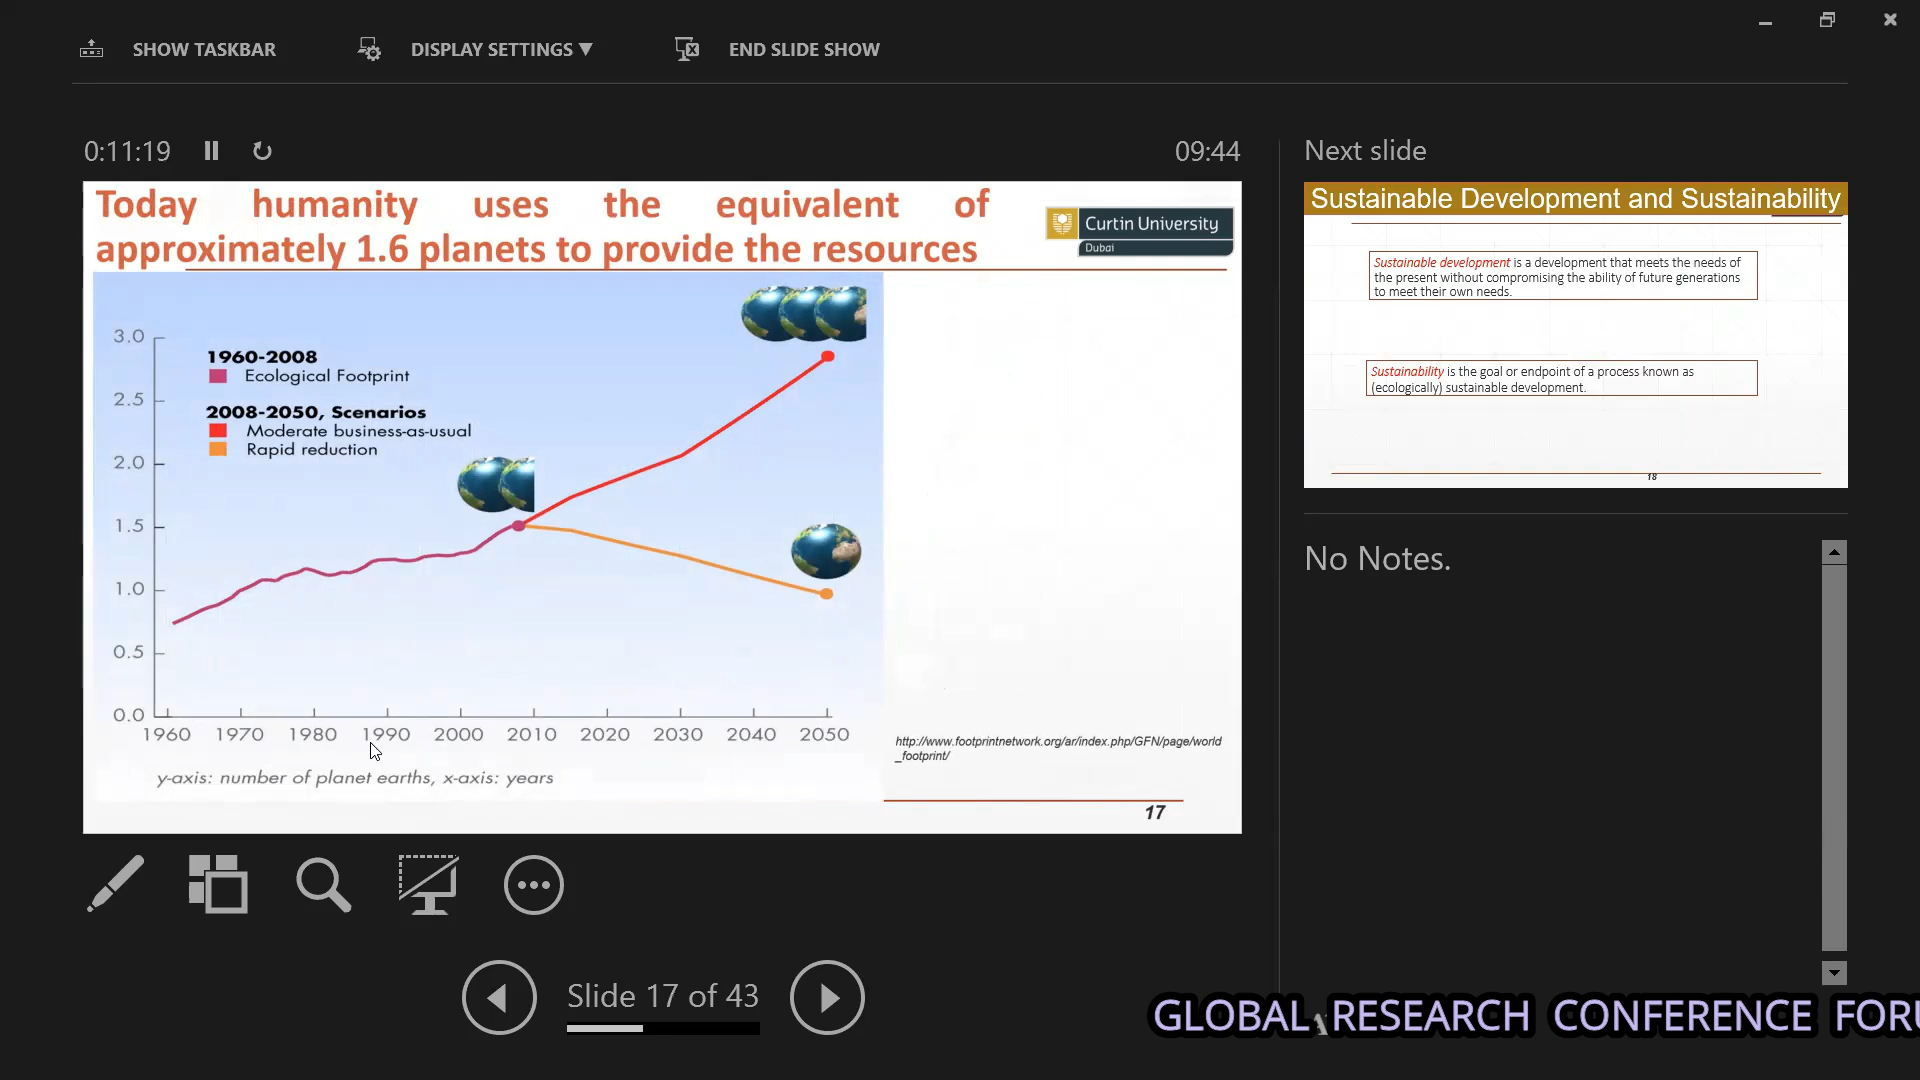 SHOW TASKBAR
DISPLAY SETTINGS ▼
END SLIDE SHOW
0:11:19
09:44
Today humanity uses the equivalent of
approximately 1.6 planets to provide the resources
Curtin University
Dubai
3.0
2.5
2.0
1.5
1.0
0.5
0.0
1960-2008
Ecological Footprint
2008-2050, Scenarios
Moderate business-as-usual
Rapid reduction
1960 1970 1980 1990 2000 2010 2020 2030 2040 2050
y-axis: number of planet earths, x-axis: years
http://www.footprintnetwork.org/ar/index.php/GFN/page/world
_footprint/
17
Slide 17 of 43
Next slide
Sustainable Development and Sustainability
Sustainable development is a development that meets the needs of
the present without compromising the ability of future generations
to meet their own needs.
Sustainability is the goal or endpoint of a process known as
(ecologically) sustainable development.
18
No Notes.
GLOBAL RESEARCH CONFERENCE FORU